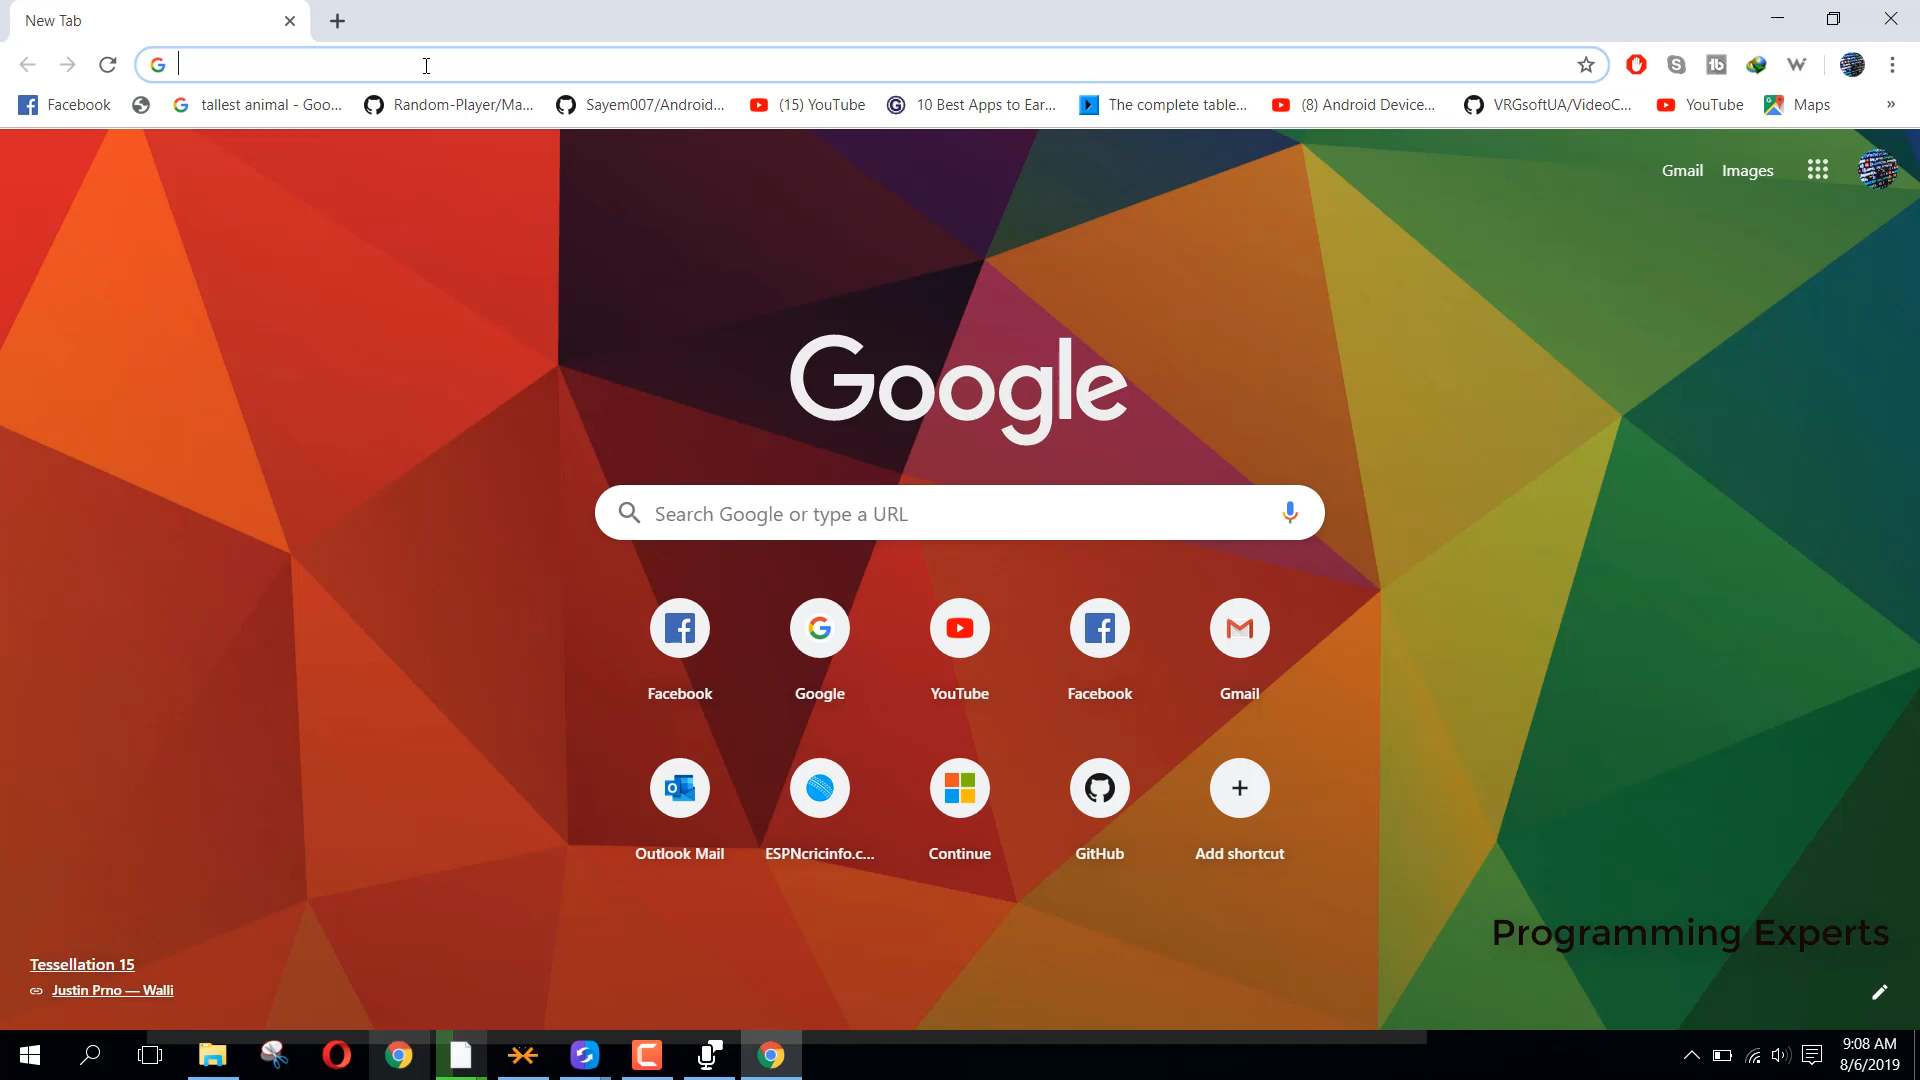 New Tab
Facebook
tallest animal - Goo...
Random-Player/Ma...
Sayem007/Android...
(15) YouTube
10 Best Apps to Ear...
The complete table...
(8) Android Device...
VRGsoftUA/VideoC...
YouTube
Maps
»
Gmail Images
Google
Search Google or type a URL
Facebook Google YouTube Facebook Gmail
Outlook Mail ESPNcricinfo.c... Continue GitHub Add shortcut
Programming Experts
Tessellation 15
Justin Prno — Walli
9:08 AM
8/6/2019